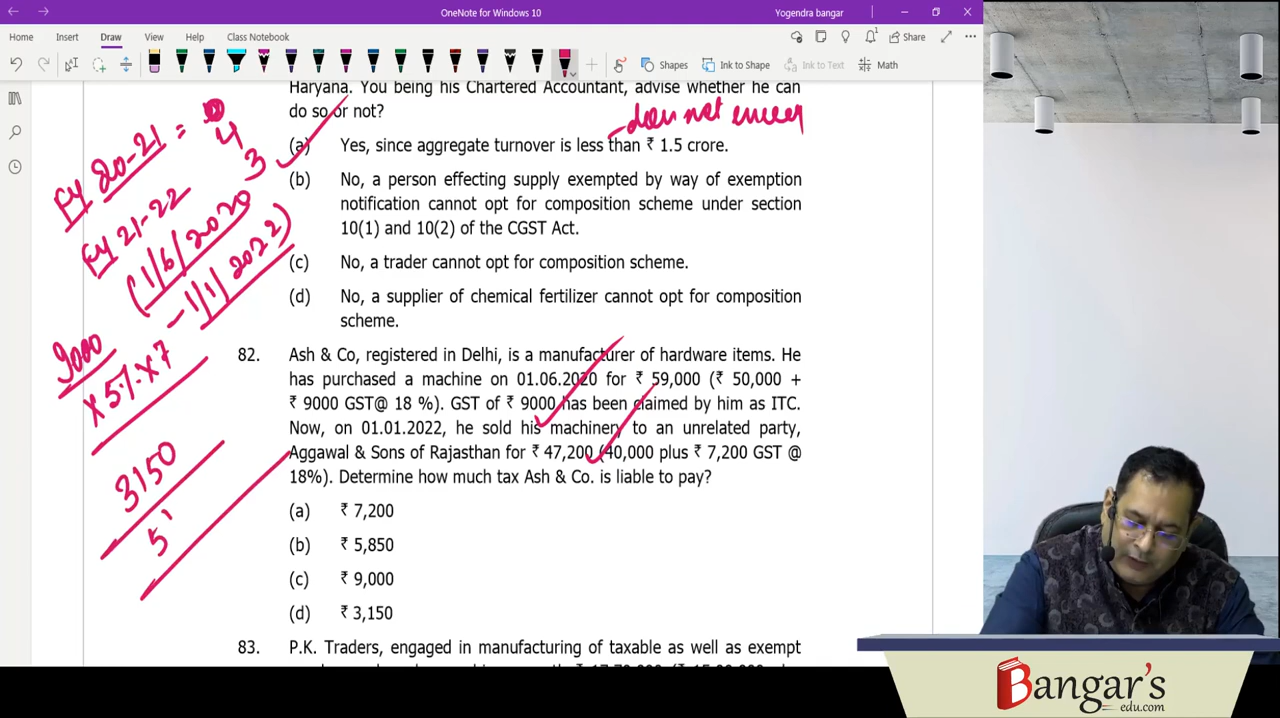 OneNote for Windows 10
Yogendra bangar
Home Insert Draw View Help Class Notebook
Share
Shapes Ink to Shape Ink to Text Math
Haryana. You being his Chartered Accountant, advise whether he can
do so or not?
does not exceed
(a) Yes, since aggregate turnover is less than ₹ 1.5 crore.
(b) No, a person effecting supply exempted by way of exemption
notification cannot opt for composition scheme under section
10(1) and 10(2) of the CGST Act.
(c) No, a trader cannot opt for composition scheme.
(d) No, a supplier of chemical fertilizer cannot opt for composition
scheme.
FY 20-21 = 4
3
FY 21-22
(1/6/2020
- 1/1/2022)
9000
x 5% x 7
3150
5'
82. Ash & Co, registered in Delhi, is a manufacturer of hardware items. He
has purchased a machine on 01.06.2020 for ₹ 59,000 (₹ 50,000 +
₹ 9000 GST@ 18 %). GST of ₹ 9000 has been claimed by him as ITC.
Now, on 01.01.2022, he sold his machinery to an unrelated party,
Aggawal & Sons of Rajasthan for ₹ 47,200 (40,000 plus ₹ 7,200 GST @
18%). Determine how much tax Ash & Co. is liable to pay?
(a) ₹ 7,200
(b) ₹ 5,850
(c) ₹ 9,000
(d) ₹ 3,150
83. P.K. Traders, engaged in manufacturing of taxable as well as exempt
Bangar's
edu.com